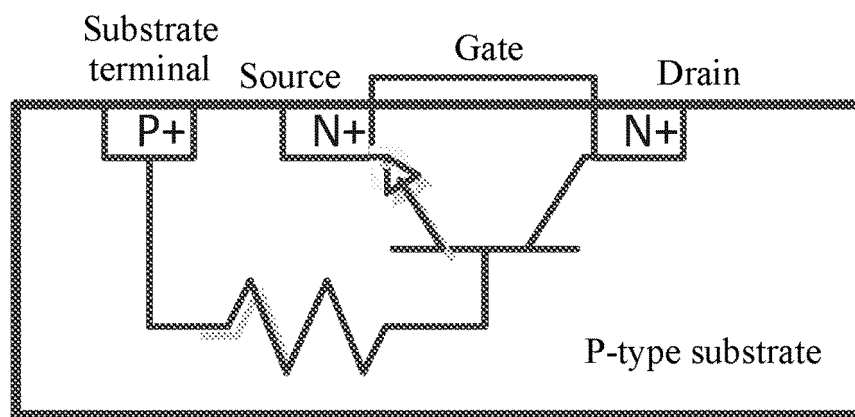 Substrate
terminal
Source
Gate
Drain
P+
N+
N+
P-type substrate